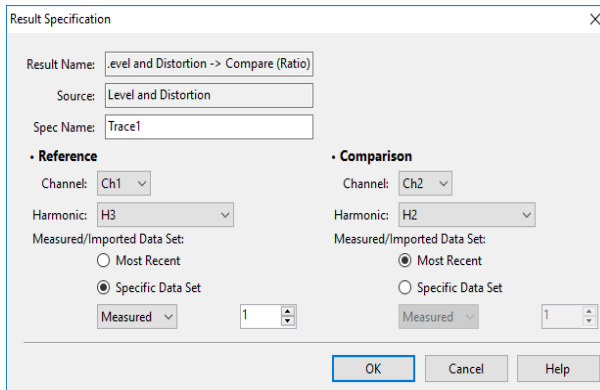 Result Specification
Result Name: .evel and Distortion -> Compare (Ratio)
Source: Level and Distortion
Spec Name: Trace1
• Reference
Channel: Ch1
Harmonic: H3
Measured/Imported Data Set:
Most Recent
Specific Data Set
Measured 1
• Comparison
Channel: Ch2
Harmonic: H2
Measured/Imported Data Set:
Most Recent
Specific Data Set
Measured 1
OK Cancel Help